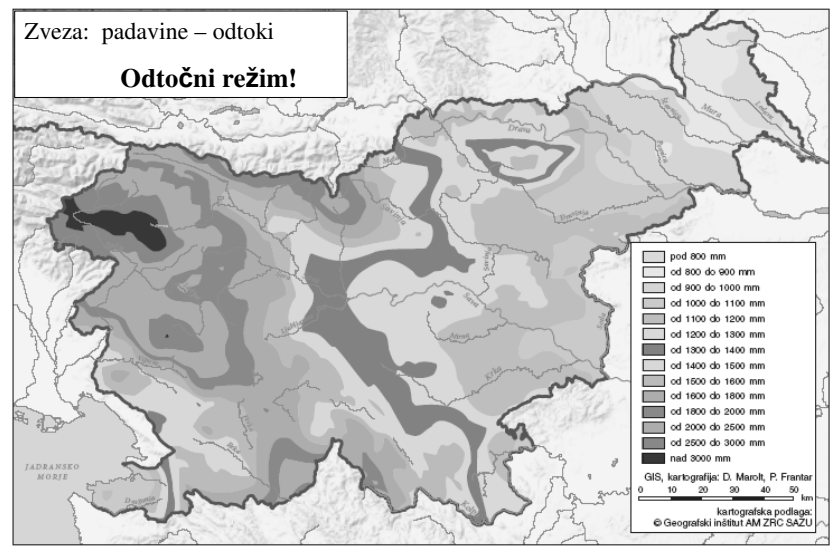 Zveza: padavine – odtoki
Odtočni režim!
Drava
Mura
Savinja
Sava
Krka
Kolpa
JADRANSKO
MORJE
pod 800 mm
od 800 do 900 mm
od 900 do 1000 mm
od 1000 do 1100 mm
od 1100 do 1200 mm
od 1200 do 1300 mm
od 1300 do 1400 mm
od 1400 do 1500 mm
od 1500 do 1600 mm
od 1600 do 1800 mm
od 1800 do 2000 mm
od 2000 do 2500 mm
od 2500 do 3000 mm
nad 3000 mm
GIS, kartografija: D. Marolt, P. Frantar
0 10 20 30 40 50
km
kartografska podlaga:
© Geografski inštitut AM ZRC SAZU